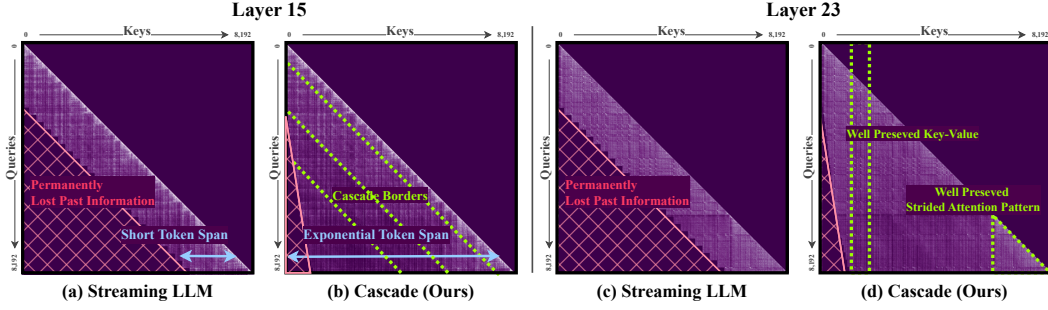 Layer 15
Layer 23
0 Keys 8,192
0 Keys 8,192
0 Keys 8,192
0 Keys 8,192
0
Queries
8,192
Permanently
Lost Past Information
Short Token Span
0
Queries
8,192
Cascade Borders
Exponential Token Span
0
Queries
8,192
Permanently
Lost Past Information
0
Queries
8,192
Well Preseved Key-Value
Well Preseved
Strided Attention Pattern
(a) Streaming LLM
(b) Cascade (Ours)
(c) Streaming LLM
(d) Cascade (Ours)